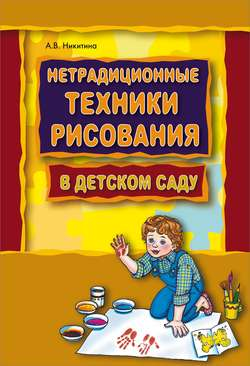 А.В. Никитина
НЕТРАДИЦИОННЫЕ
ТЕХНИКИ
РИСОВАНИЯ
В ДЕТСКОМ САДУ